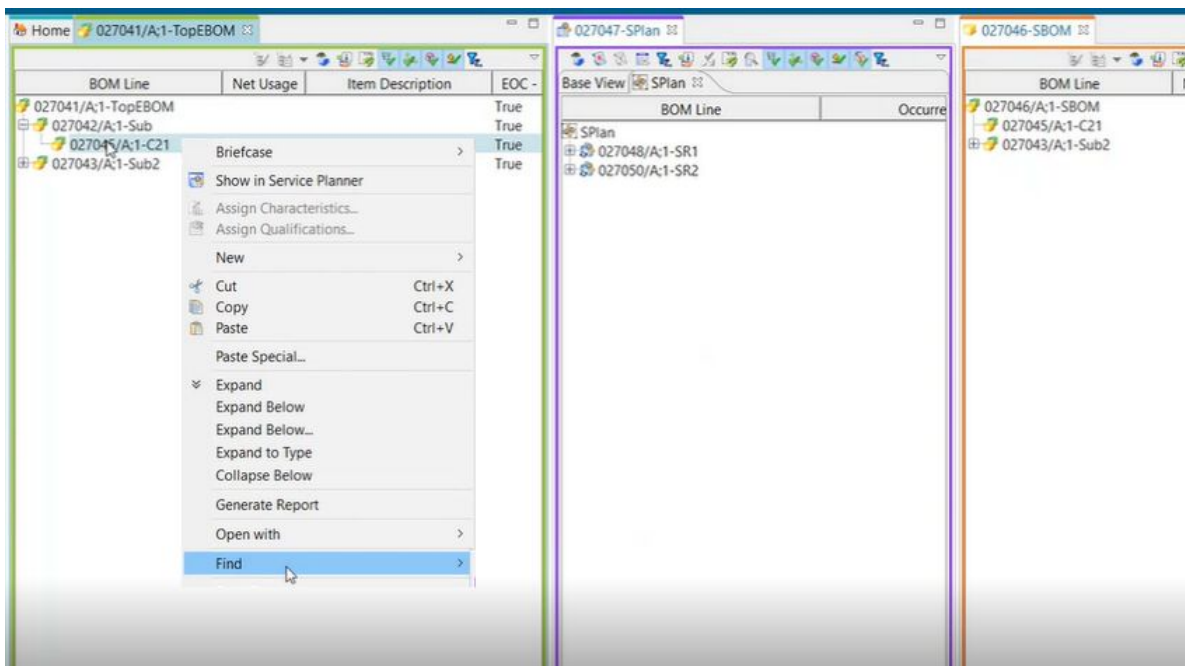 Home 027041/A;1-TopEBOM
BOM Line Net Usage Item Description EOC -
027041/A;1-TopEBOM True
027042/A;1-Sub True
027045/A;1-C21 True
027043/A;1-Sub2 True
Briefcase
Show in Service Planner
Assign Characteristics...
Assign Qualifications...
New
Cut Ctrl+X
Copy Ctrl+C
Paste Ctrl+V
Paste Special...
Expand
Expand Below
Expand Below...
Expand to Type
Collapse Below
Generate Report
Open with
Find
027047-SPlan
Base View SPlan
BOM Line Occurre
SPlan
027048/A;1-SR1
027050/A;1-SR2
027046-SBOM
BOM Line
027046/A;1-SBOM
027045/A;1-C21
027043/A;1-Sub2